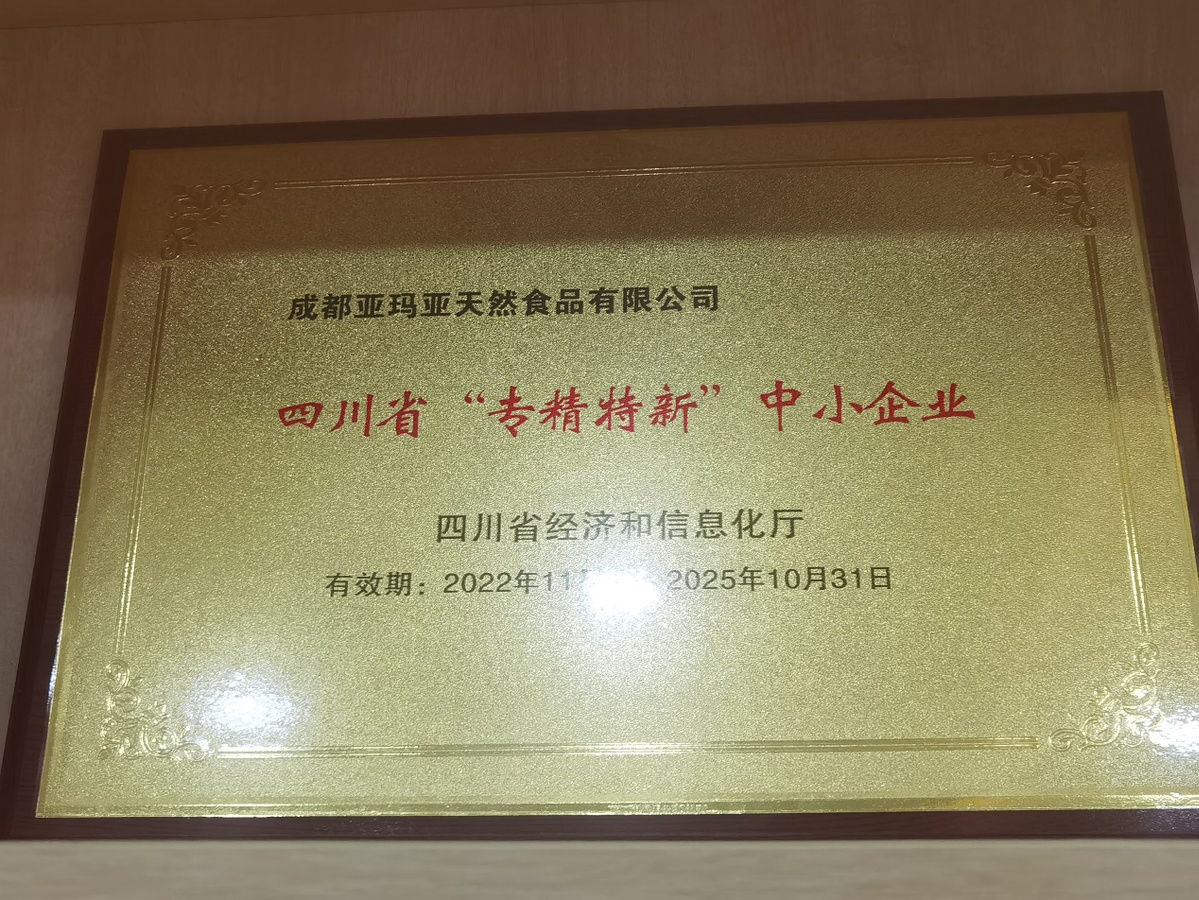 成都亚玛亚天然食品有限公司
四川省“专精特新”中小企业
四川省经济和信息化厅
有效期：2022年11 2025年10月31日